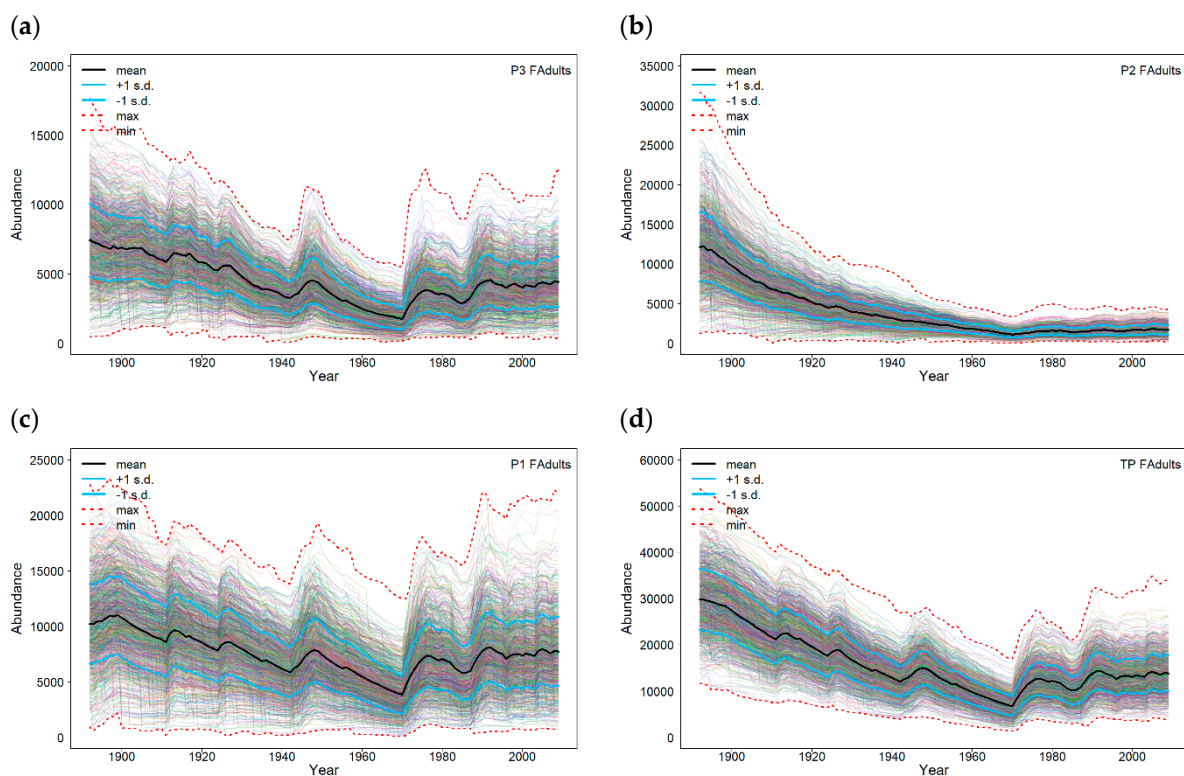 (a)
P3 FAdults
mean
+1 s.d.
-1 s.d.
max
min
20000
15000
10000
5000
0
Abundance
1900
1920
1940
1960
1980
2000
Year
(b)
P2 FAdults
mean
+1 s.d.
-1 s.d.
max
min
35000
30000
25000
20000
15000
10000
5000
0
Abundance
1900
1920
1940
1960
1980
2000
Year
(c)
P1 FAdults
mean
+1 s.d.
-1 s.d.
max
min
25000
20000
15000
10000
5000
0
Abundance
1900
1920
1940
1960
1980
2000
Year
(d)
TP FAdults
mean
+1 s.d.
-1 s.d.
max
min
60000
50000
40000
30000
20000
10000
0
Abundance
1900
1920
1940
1960
1980
2000
Year